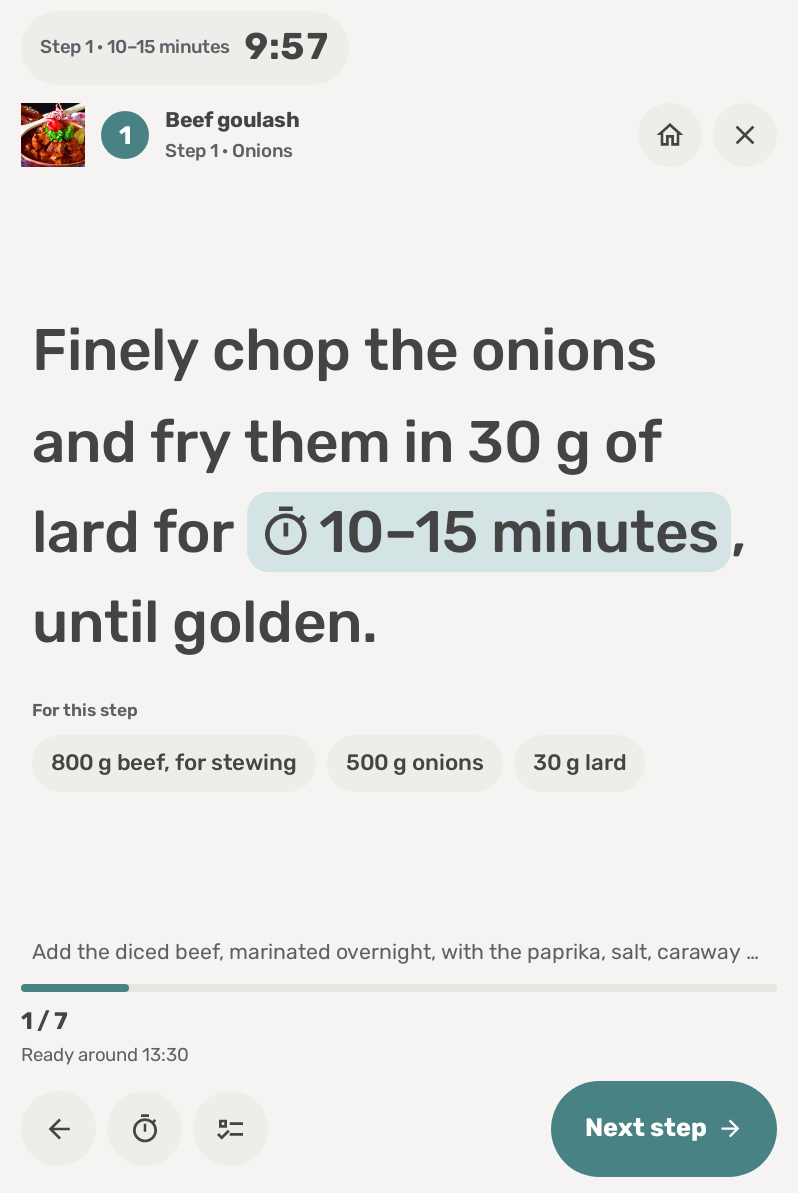 Step 1 • 10–15 minutes 9:57
1
Beef goulash
Step 1 • Onions
Finely chop the onions
and fry them in 30 g of
lard for 10–15 minutes,
until golden.
For this step
800 g beef, for stewing
500 g onions
30 g lard
Add the diced beef, marinated overnight, with the paprika, salt, caraway …
1 / 7
Ready around 13:30
Next step →